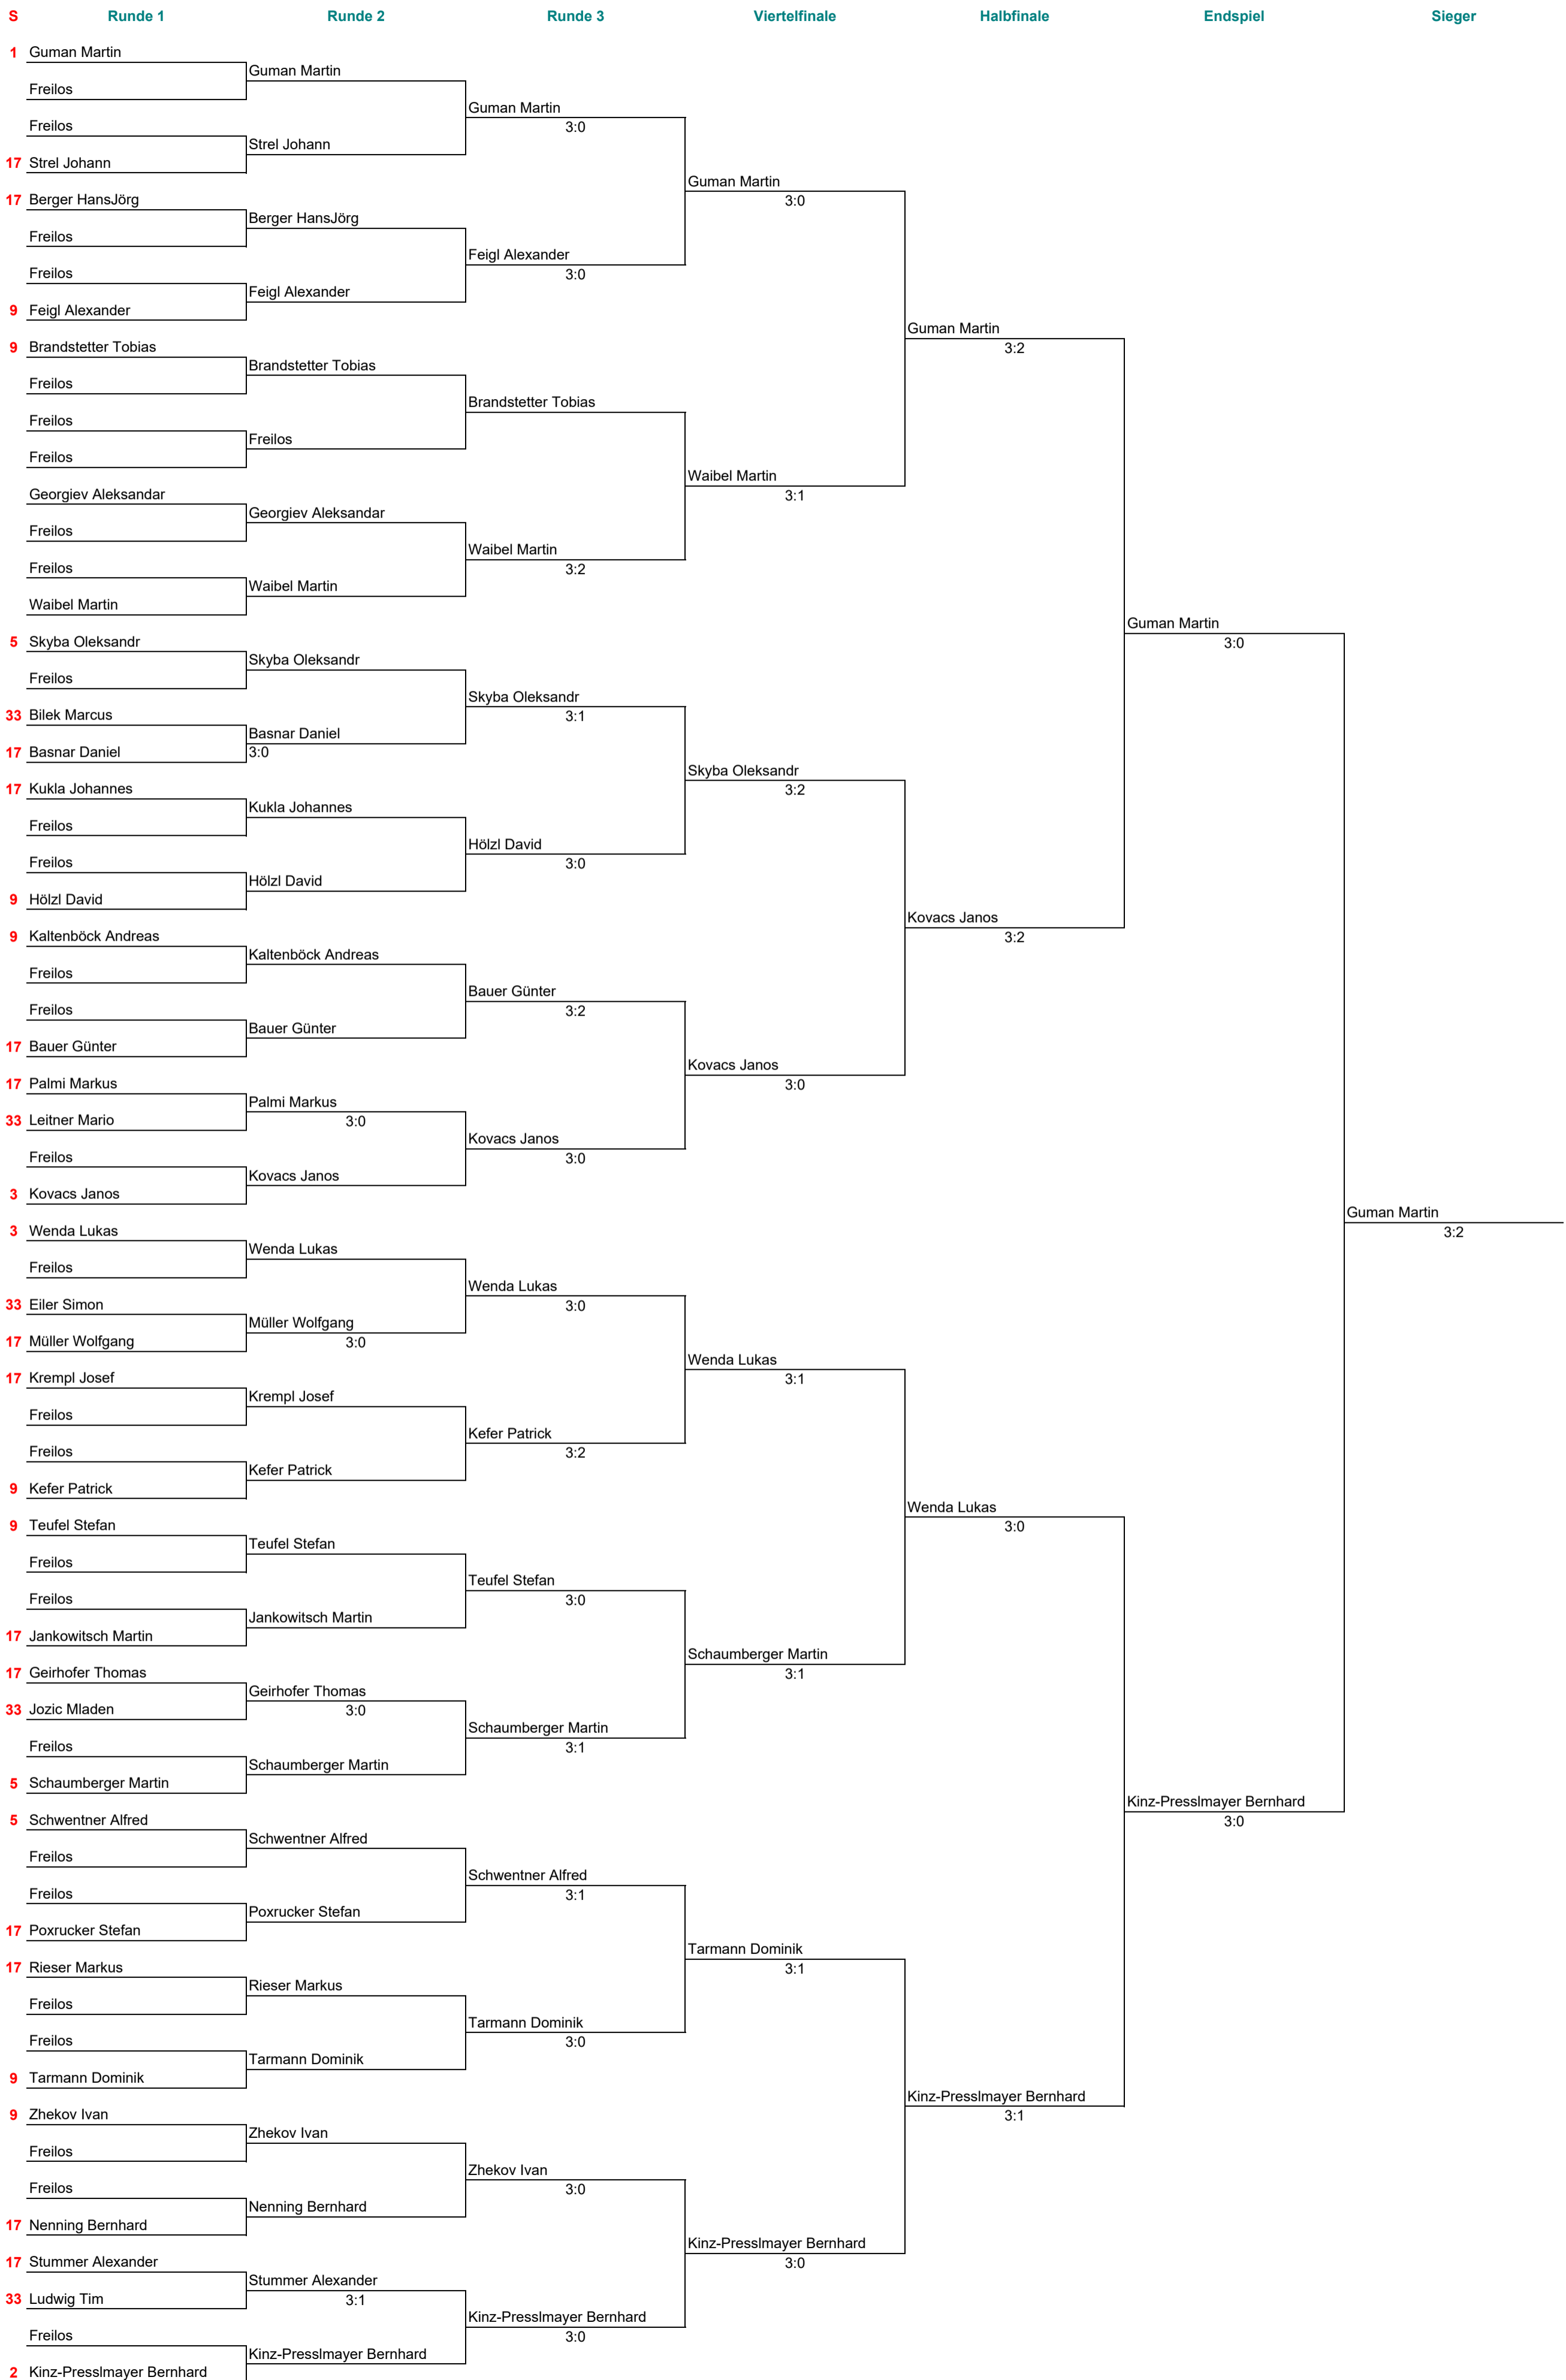 S Runde 1 Runde 2 Runde 3 Viertelfinale Halbfinale Endspiel Sieger
1 Guman Martin
Guman Martin
Freilos
Guman Martin
Freilos
3:0
Strel Johann
17 Strel Johann
Guman Martin
17 Berger HansJörg
3:0
Berger HansJörg
Freilos
Feigl Alexander
Freilos
3:0
Feigl Alexander
9 Feigl Alexander
Guman Martin
9 Brandstetter Tobias
3:2
Brandstetter Tobias
Freilos
Brandstetter Tobias
Freilos
Freilos
Freilos
Waibel Martin
Georgiev Aleksandar
3:1
Georgiev Aleksandar
Freilos
Waibel Martin
Freilos
3:2
Waibel Martin
Waibel Martin
Guman Martin
5 Skyba Oleksandr
3:0
Skyba Oleksandr
Freilos
Skyba Oleksandr
33 Bilek Marcus
3:1
Basnar Daniel
17 Basnar Daniel
3:0
Skyba Oleksandr
17 Kukla Johannes
3:2
Kukla Johannes
Freilos
Hölzl David
Freilos
3:0
Hölzl David
9 Hölzl David
Kovacs Janos
9 Kaltenböck Andreas
3:2
Kaltenböck Andreas
Freilos
Bauer Günter
Freilos
3:2
Bauer Günter
17 Bauer Günter
Kovacs Janos
17 Palmi Markus
3:0
Palmi Markus
33 Leitner Mario
3:0
Kovacs Janos
Freilos
3:0
Kovacs Janos
3 Kovacs Janos
Guman Martin
3 Wenda Lukas
3:2
Wenda Lukas
Freilos
Wenda Lukas
33 Eiler Simon
3:0
Müller Wolfgang
17 Müller Wolfgang
3:0
Wenda Lukas
17 Krempl Josef
3:1
Krempl Josef
Freilos
Kefer Patrick
Freilos
3:2
Kefer Patrick
9 Kefer Patrick
Wenda Lukas
9 Teufel Stefan
3:0
Teufel Stefan
Freilos
Teufel Stefan
Freilos
3:0
Jankowitsch Martin
17 Jankowitsch Martin
Schaumberger Martin
17 Geirhofer Thomas
3:1
Geirhofer Thomas
33 Jozic Mladen
3:0
Schaumberger Martin
Freilos
3:1
Schaumberger Martin
5 Schaumberger Martin
Kinz-Presslmayer Bernhard
5 Schwentner Alfred
3:0
Schwentner Alfred
Freilos
Schwentner Alfred
Freilos
3:1
Poxrucker Stefan
17 Poxrucker Stefan
Tarmann Dominik
17 Rieser Markus
3:1
Rieser Markus
Freilos
Tarmann Dominik
Freilos
3:0
Tarmann Dominik
9 Tarmann Dominik
Kinz-Presslmayer Bernhard
9 Zhekov Ivan
3:1
Zhekov Ivan
Freilos
Zhekov Ivan
Freilos
3:0
Nenning Bernhard
17 Nenning Bernhard
Kinz-Presslmayer Bernhard
17 Stummer Alexander
3:0
Stummer Alexander
33 Ludwig Tim
3:1
Kinz-Presslmayer Bernhard
Freilos
3:0
Kinz-Presslmayer Bernhard
2 Kinz-Presslmayer Bernhard